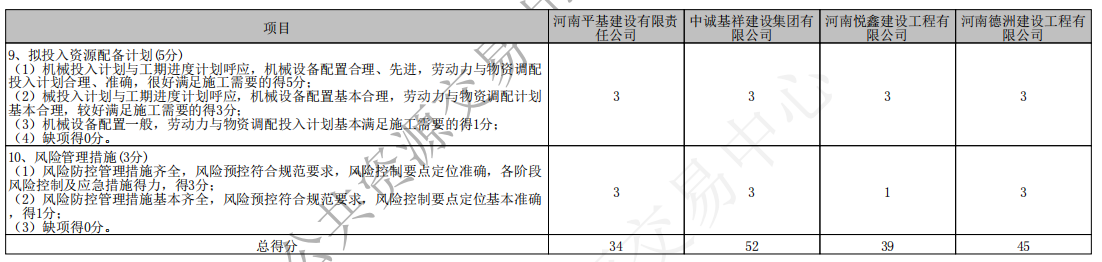 项目
河南平基建设有限责
任公司
中诚基祥建设集团有
限公司
河南悦鑫建设工程有
限公司
河南德洲建设工程有
限公司
9、拟投入资源配备计划(5分)
（1）机械投入计划与工期进度计划呼应，机械设备配置合理、先进，劳动力与物资调配
投入计划合理、准确，很好满足施工需要的得5分；
（2）械投入计划与工期进度计划呼应，机械设备配置基本合理，劳动力与物资调配计划
基本合理，较好满足施工需要的得3分；
（3）机械设备配置一般，劳动力与物资调配投入计划基本满足施工需要的得1分；
（4）缺项得0分。
3
3
3
3
10、风险管理措施(3分)
（1）风险防控管理措施齐全，风险预控符合规范要求，风险控制要点定位准确，各阶段
风险控制及应急措施得力，得3分；
（2）风险防控管理措施基本齐全，风险预控符合规范要求，风险控制要点定位基本准确
，得1分；
（3）缺项得0分。
3
3
1
3
总得分
34
52
39
45
公共资源交易
交易中心